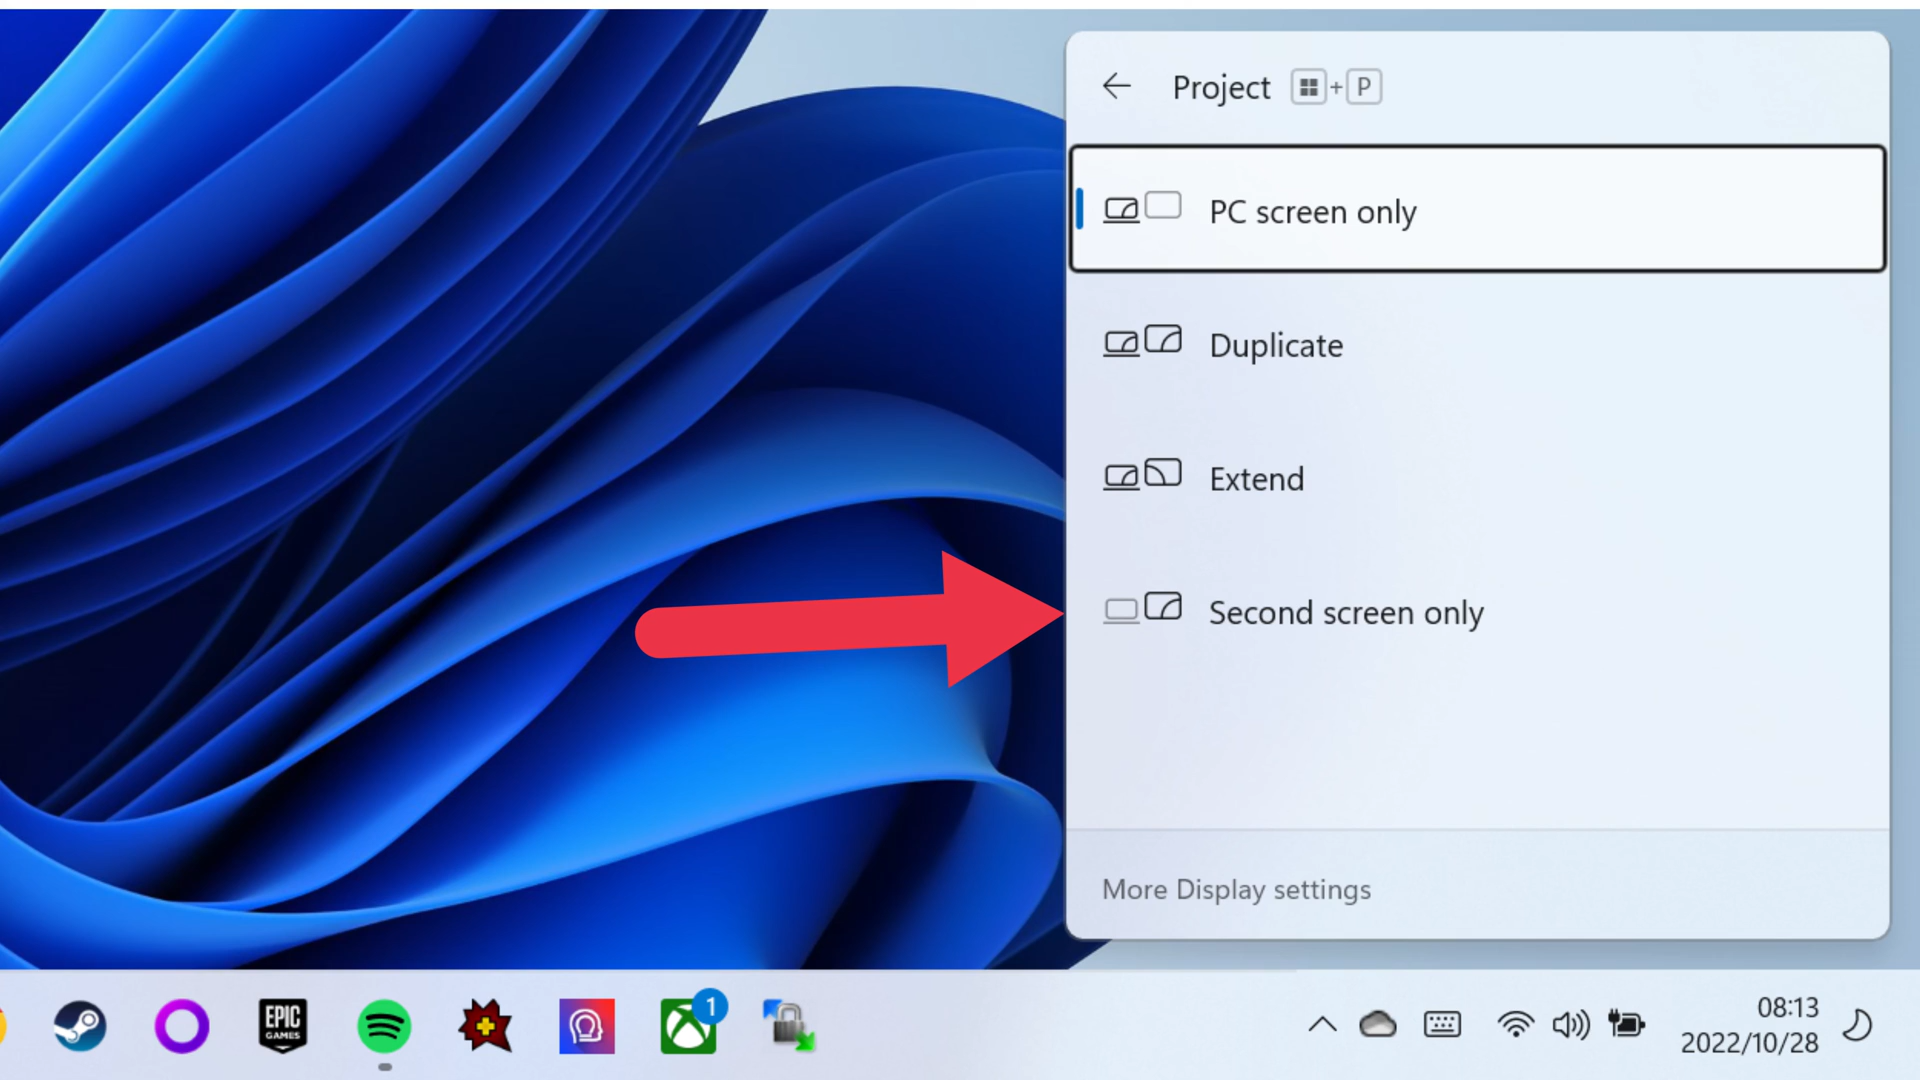 Project + P
PC screen only
Duplicate
Extend
Second screen only
More Display settings
EPIC
GAMES
1
08:13
2022/10/28